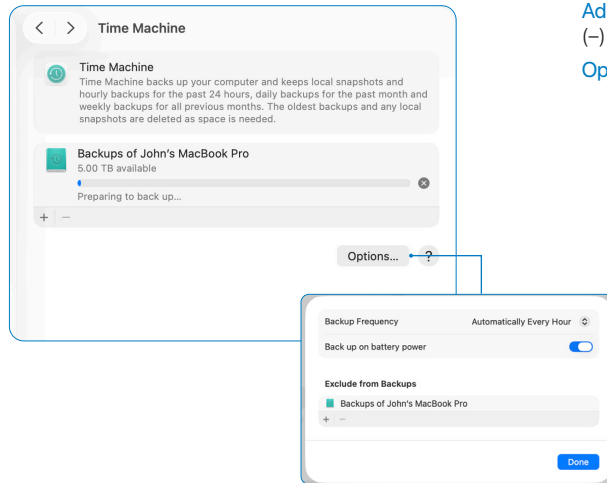 Time Machine
Time Machine
Time Machine backs up your computer and keeps local snapshots and
hourly backups for the past 24 hours, daily backups for the past month and
weekly backups for all previous months. The oldest backups and any local
snapshots are deleted as space is needed.
Backups of John’s MacBook Pro
5.00 TB available
Preparing to back up...
+ −
Options... ?
Ad
(−)
Op
Backup Frequency Automatically Every Hour
Back up on battery power
Exclude from Backups
Backups of John’s MacBook Pro
+ −
Done